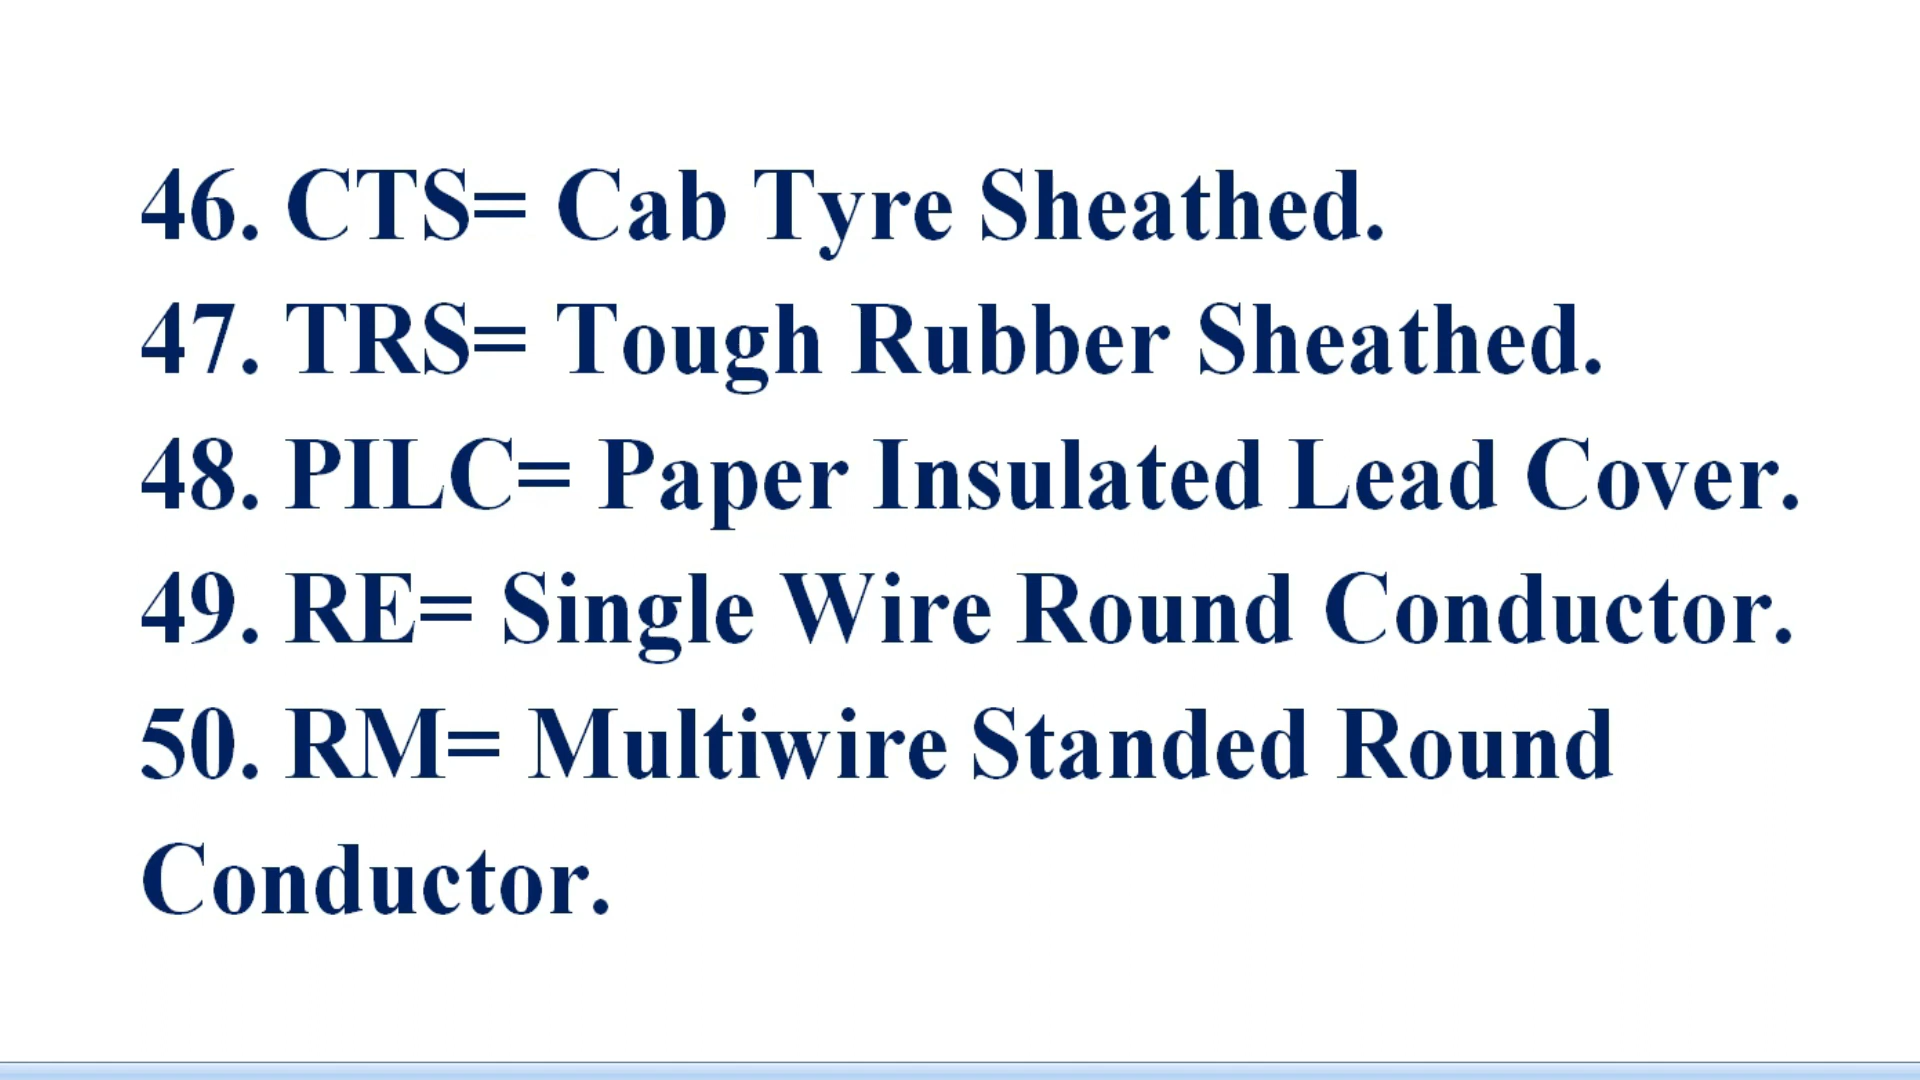 46. CTS= Cab Tyre Sheathed.
47. TRS= Tough Rubber Sheathed.
48. PILC= Paper Insulated Lead Cover.
49. RE= Single Wire Round Conductor.
50. RM= Multiwire Standed Round
Conductor.